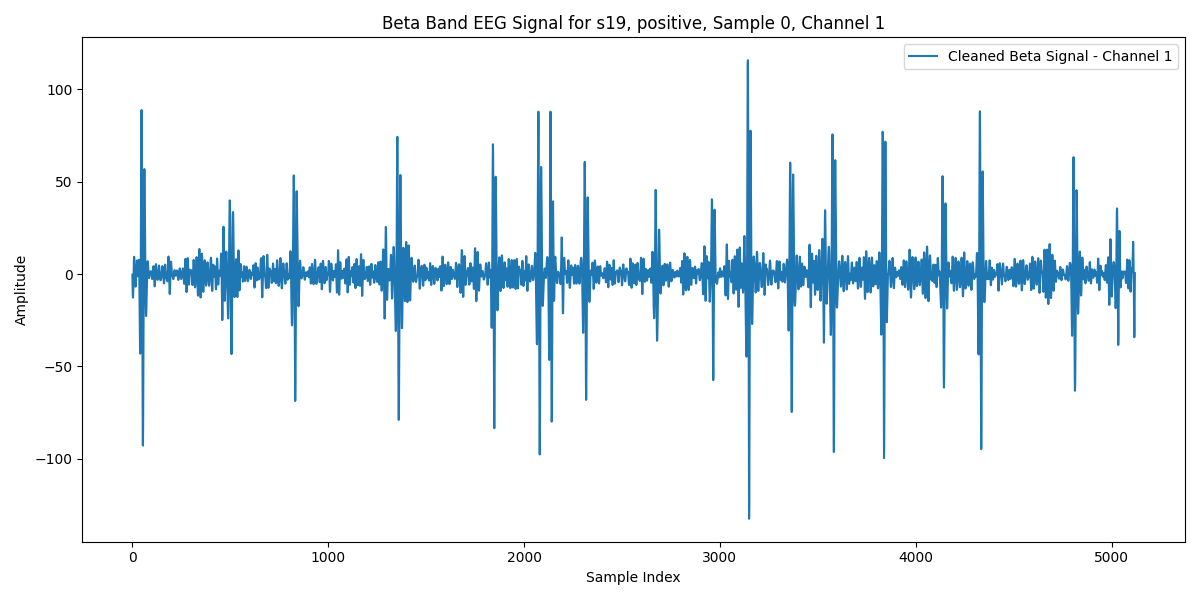 Beta Band EEG Signal for s19, positive, Sample 0, Channel 1
Cleaned Beta Signal - Channel 1
100
50
0
−50
−100
Amplitude
0 1000 2000 3000 4000 5000
Sample Index